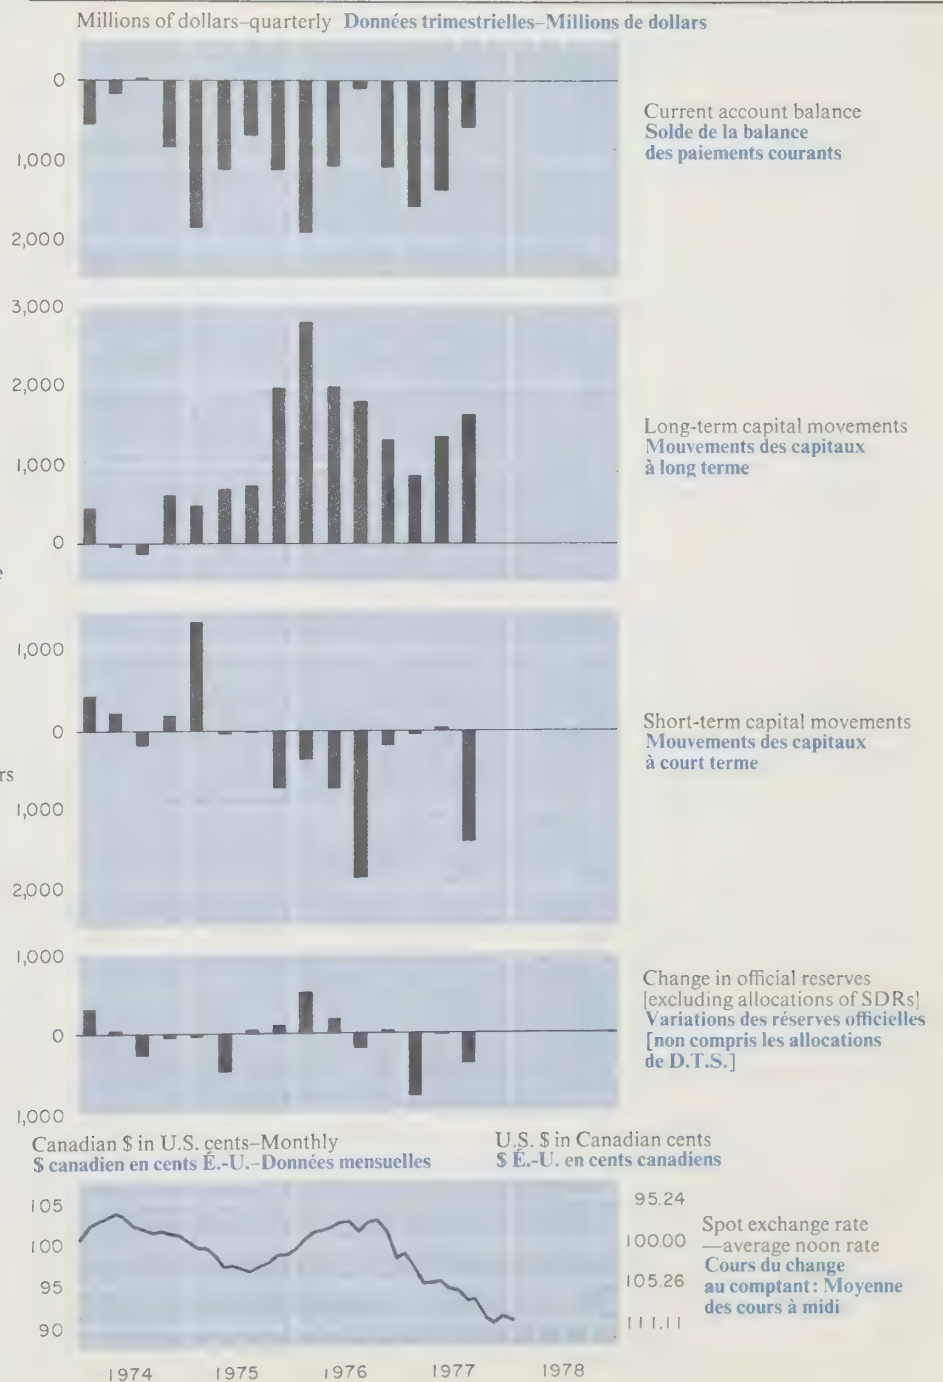 Millions of dollars–quarterly Données trimestrielles–Millions de dollars
0
1,000
2,000
Current account balance
Solde de la balance
des paiements courants
3,000
2,000
1,000
0
Long-term capital movements
Mouvements des capitaux
à long terme
1,000
0
1,000
2,000
Short-term capital movements
Mouvements des capitaux
à court terme
1,000
0
1,000
Change in official reserves
[excluding allocations of SDRs]
Variations des réserves officielles
[non compris les allocations
de D.T.S.]
Canadian $ in U.S. cents–Monthly
$ canadien en cents É.-U.–Données mensuelles
U.S. $ in Canadian cents
$ É.-U. en cents canadiens
105
100
95
90
95.24
100.00
105.26
111.11
Spot exchange rate
—average noon rate
Cours du change
au comptant: Moyenne
des cours à midi
1974 1975 1976 1977 1978